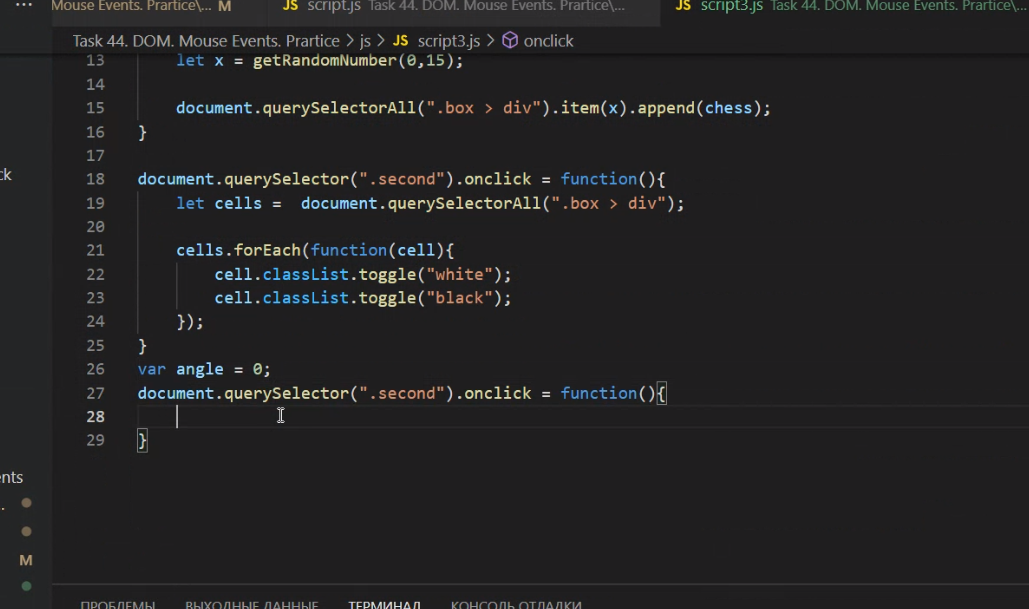 ... Mouse Events. Prartice\... M JS script.js Task 44. DOM. Mouse Events. Prartice\... JS script3.js Task 44. DOM. Mouse Events. Prartice\...
Task 44. DOM. Mouse Events. Prartice > js > JS script3.js > onclick
13 let x = getRandomNumber(0,15);
14
15 document.querySelectorAll(".box > div").item(x).append(chess);
16 }
17
ck
18 document.querySelector(".second").onclick = function(){
19 let cells = document.querySelectorAll(".box > div");
20
21 cells.forEach(function(cell){
22 cell.classList.toggle("white");
23 cell.classList.toggle("black");
24 });
25 }
26 var angle = 0;
27 document.querySelector(".second").onclick = function(){
28
29 }
ents
..
M
ПРОБЛЕМЫ ВЫХОДНЫЕ ДАННЫЕ ТЕРМИНАЛ КОНСОЛЬ ОТЛАДКИ